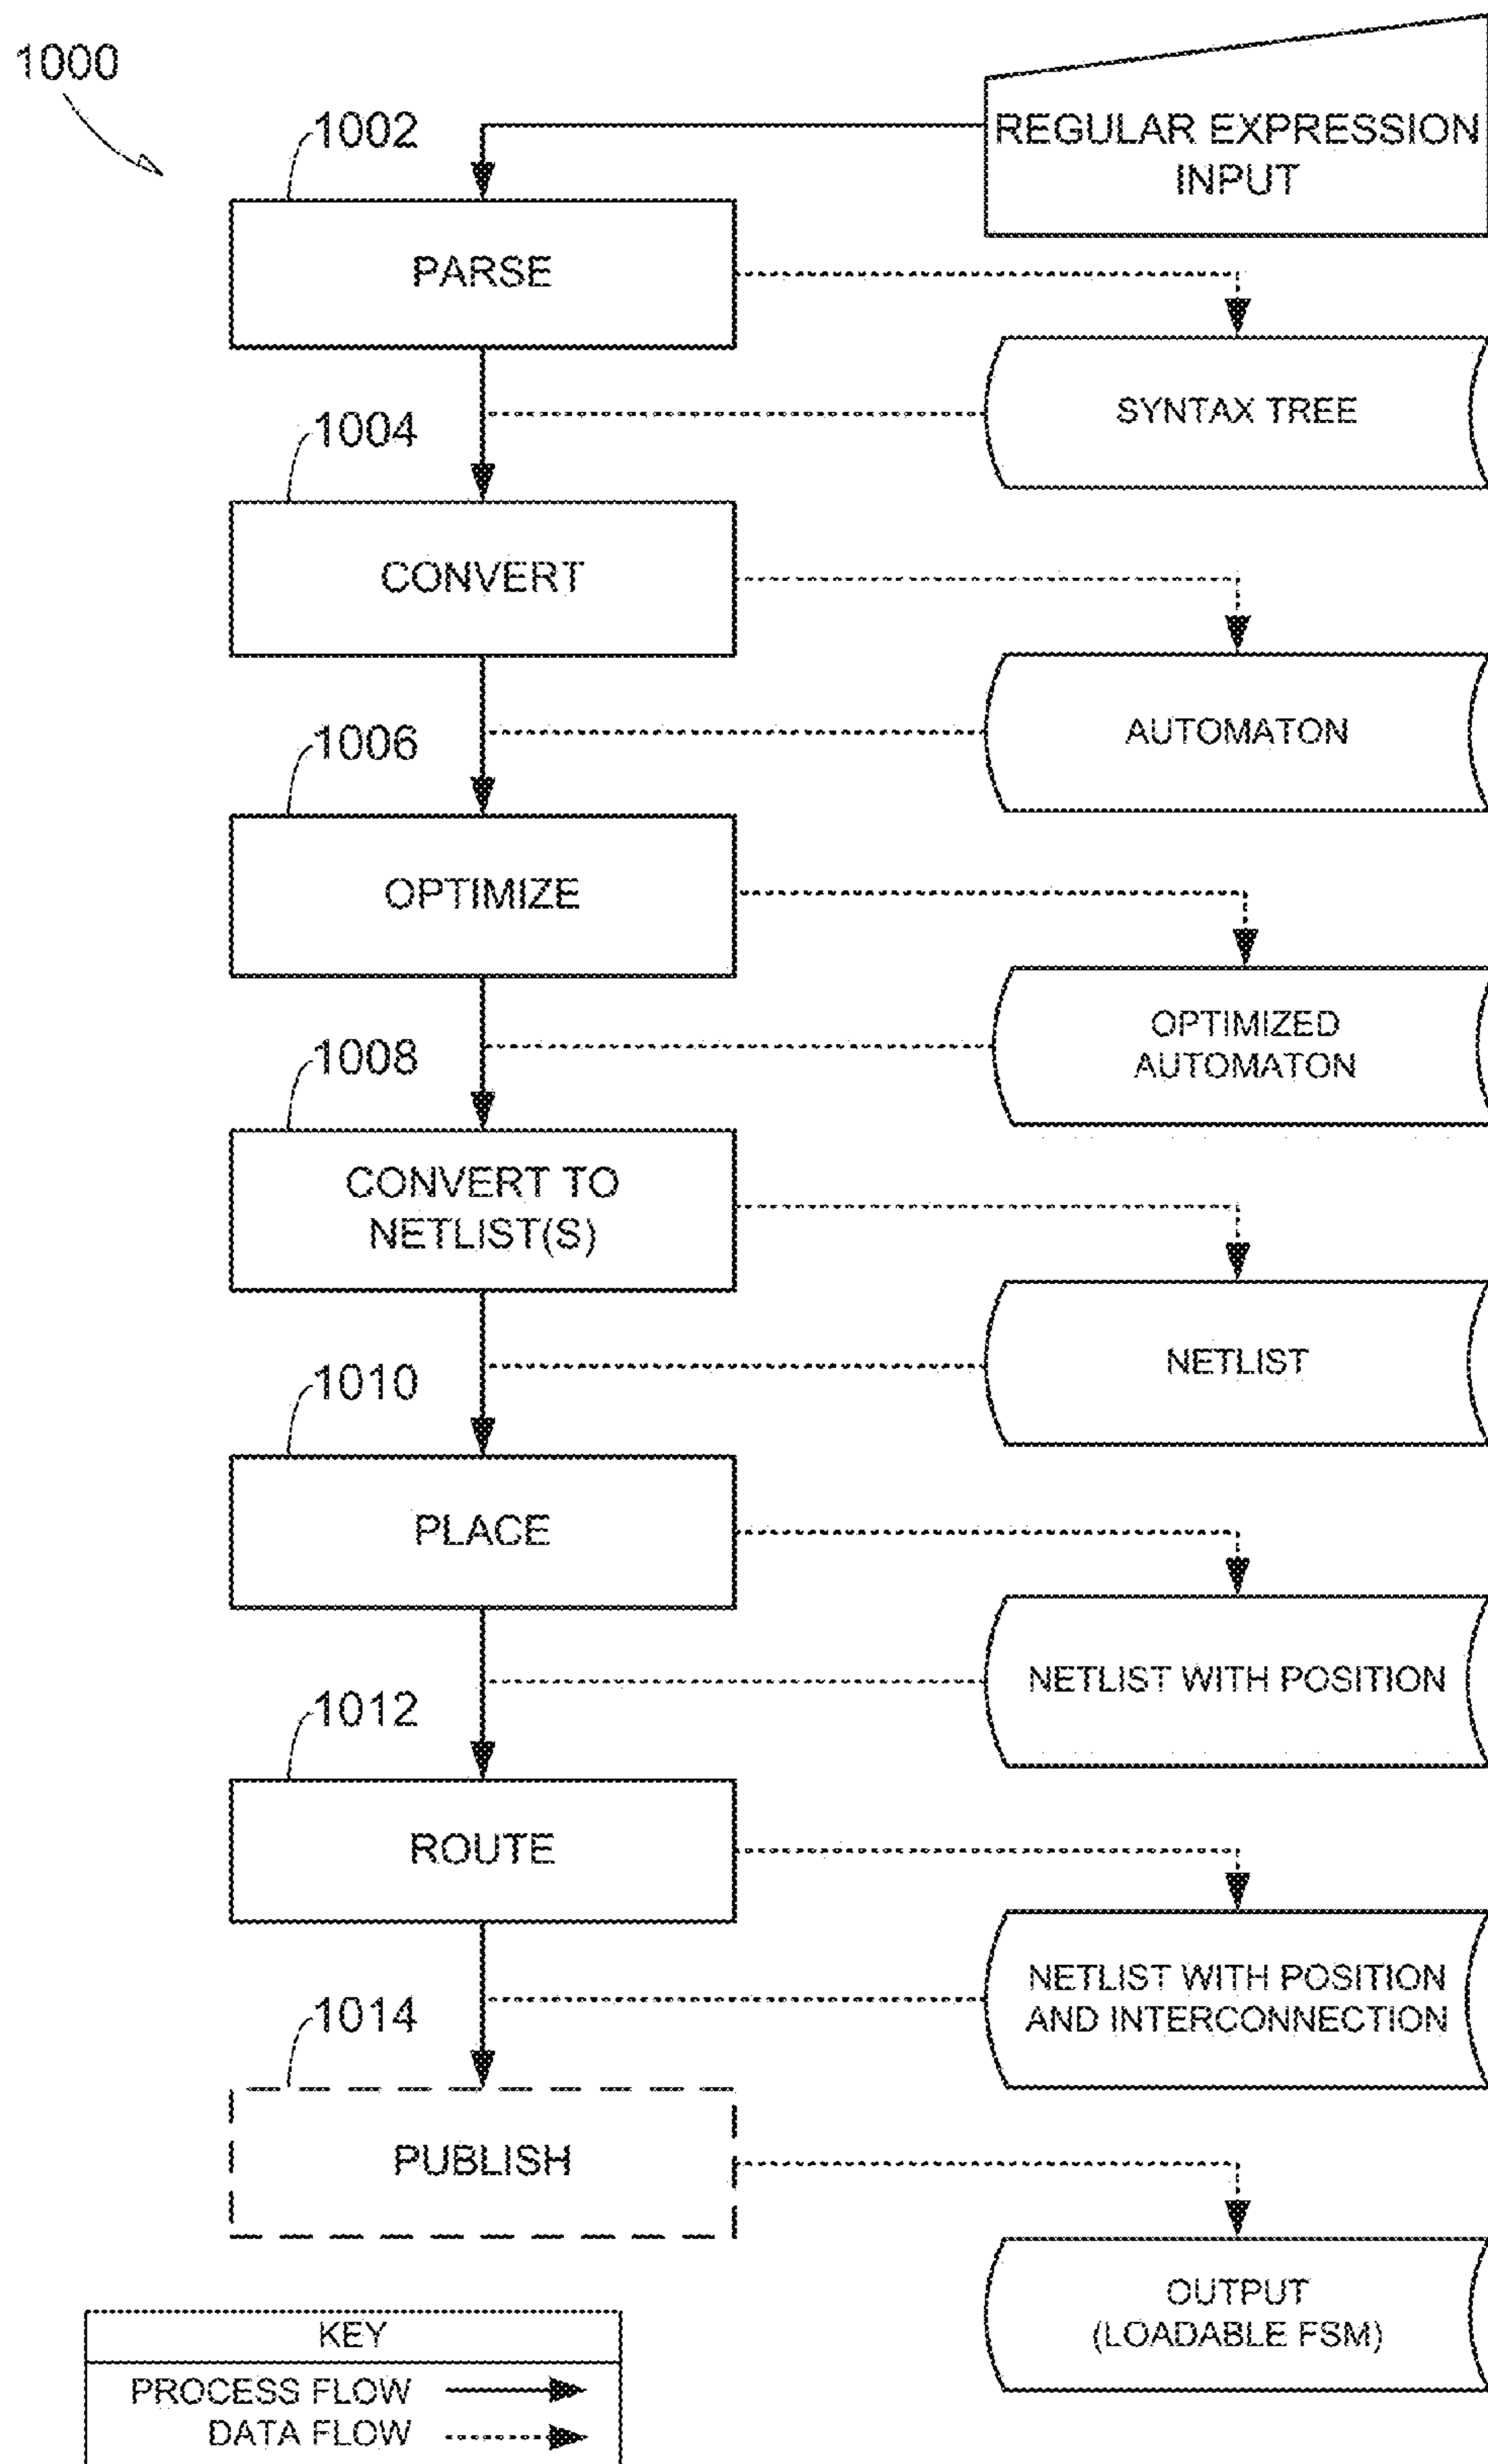 1000
1002
REGULAR EXPRESSION
INPUT
PARSE
SYNTAX TREE
1004
CONVERT
AUTOMATON
1006
OPTIMIZE
OPTIMIZED
AUTOMATON
1008
CONVERT TO
NETLIST(S)
NETLIST
1010
PLACE
NETLIST WITH POSITION
1012
ROUTE
NETLIST WITH POSITION
AND INTERCONNECTION
1014
PUBLISH
OUTPUT
(LOADABLE FSM)
KEY
PROCESS FLOW
DATA FLOW